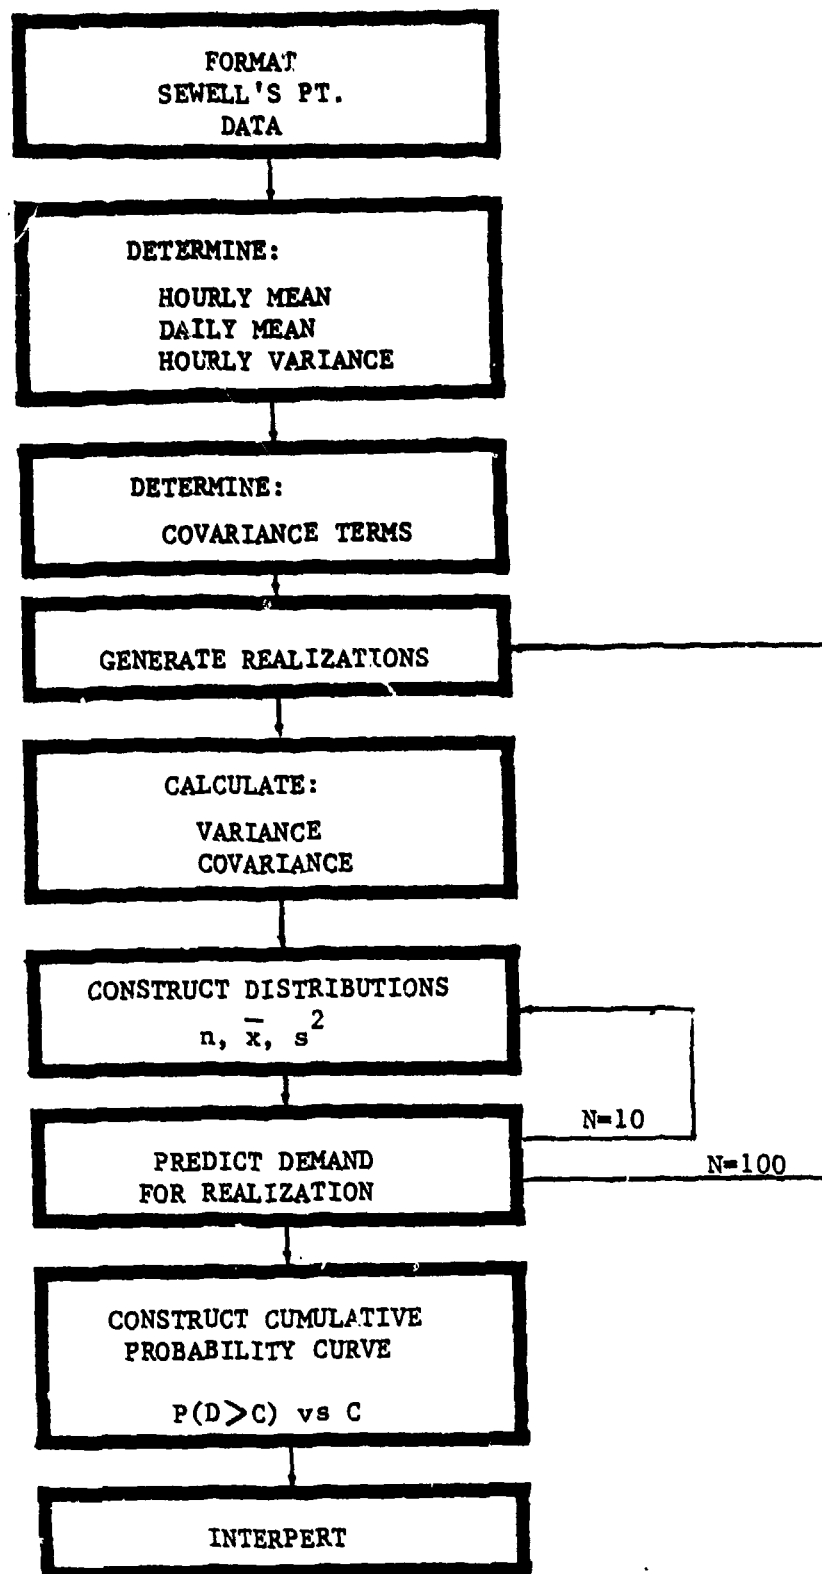 FORMAT
SEWELL'S PT.
DATA
DETERMINE:
HOURLY MEAN
DAILY MEAN
HOURLY VARIANCE
DETERMINE:
COVARIANCE TERMS
GENERATE REALIZATIONS
CALCULATE:
VARIANCE
COVARIANCE
CONSTRUCT DISTRIBUTIONS
n, x̄, s²
N=10
PREDICT DEMAND
FOR REALIZATION
N=100
CONSTRUCT CUMULATIVE
PROBABILITY CURVE
P(D>C) vs C
INTERPERT